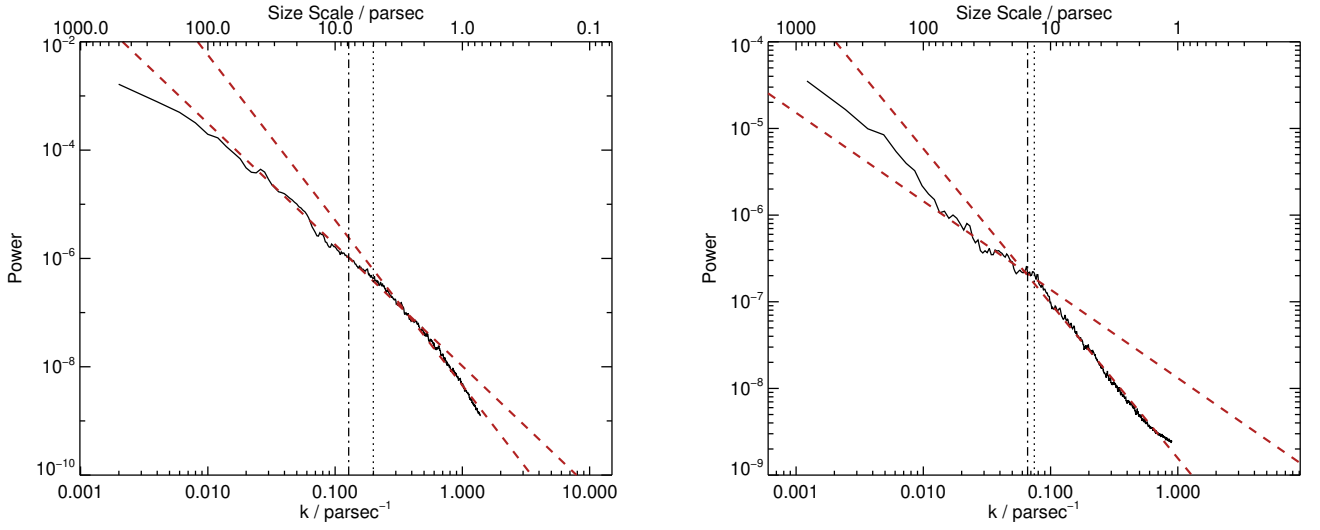 Size Scale / parsec
1000.0 100.0 10.0 1.0 0.1
10−2
10−4
10−6
10−8
10−10
Power
0.001 0.010 0.100 1.000 10.000
k / parsec−1
Size Scale / parsec
1000 100 10 1
10−4
10−5
10−6
10−7
10−8
10−9
Power
0.001 0.010 0.100 1.000
k / parsec−1